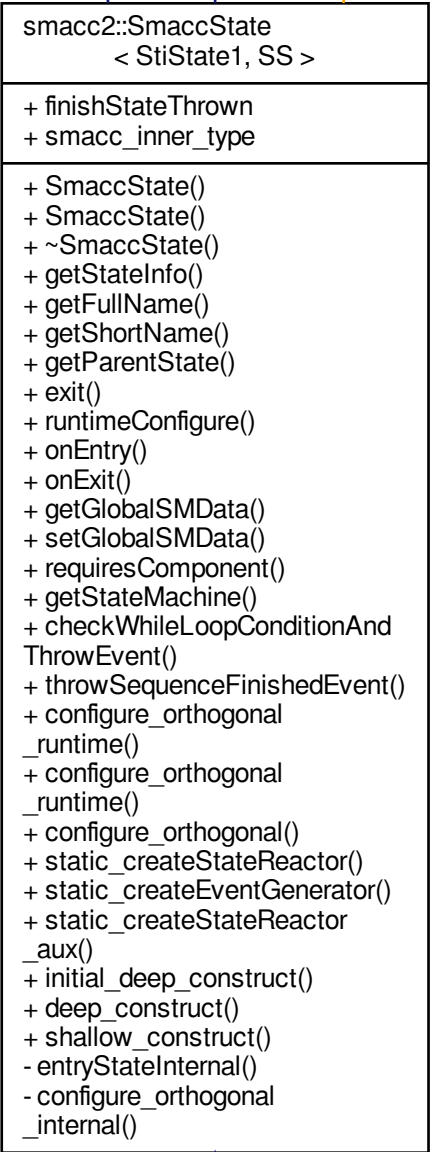 smacc2::SmaccState
< StiState1, SS >
+ finishStateThrown
+ smacc_inner_type
+ SmaccState()
+ SmaccState()
+ ~SmaccState()
+ getStateInfo()
+ getFullName()
+ getShortName()
+ getParentState()
+ exit()
+ runtimeConfigure()
+ onEntry()
+ onExit()
+ getGlobalSMData()
+ setGlobalSMData()
+ requiresComponent()
+ getStateMachine()
+ checkWhileLoopConditionAnd
ThrowEvent()
+ throwSequenceFinishedEvent()
+ configure_orthogonal
_runtime()
+ configure_orthogonal
_runtime()
+ configure_orthogonal()
+ static_createStateReactor()
+ static_createEventGenerator()
+ static_createStateReactor
_aux()
+ initial_deep_construct()
+ deep_construct()
+ shallow_construct()
- entryStateInternal()
- configure_orthogonal
_internal()